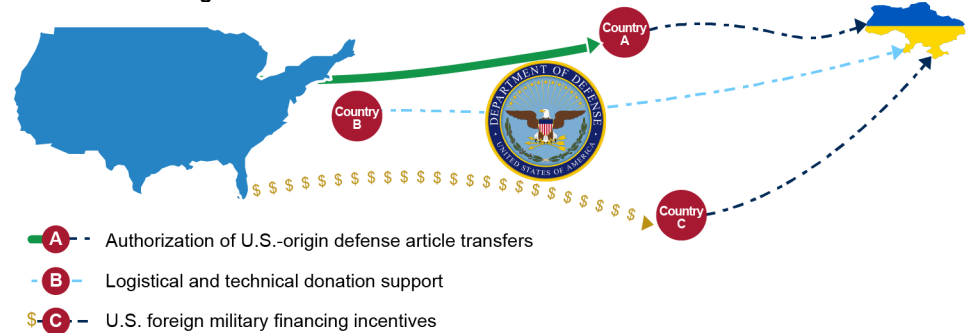 Country
A
Country
B
DEPARTMENT OF DEFENSE
UNITED STATES OF AMERICA
$ $ $ $ $ $ $ $ $ $ $ $ $ $ $ $ $ $ $ $ $ $ $ $
Country
C
A Authorization of U.S.-origin defense article transfers
B Logistical and technical donation support
$ C U.S. foreign military financing incentives